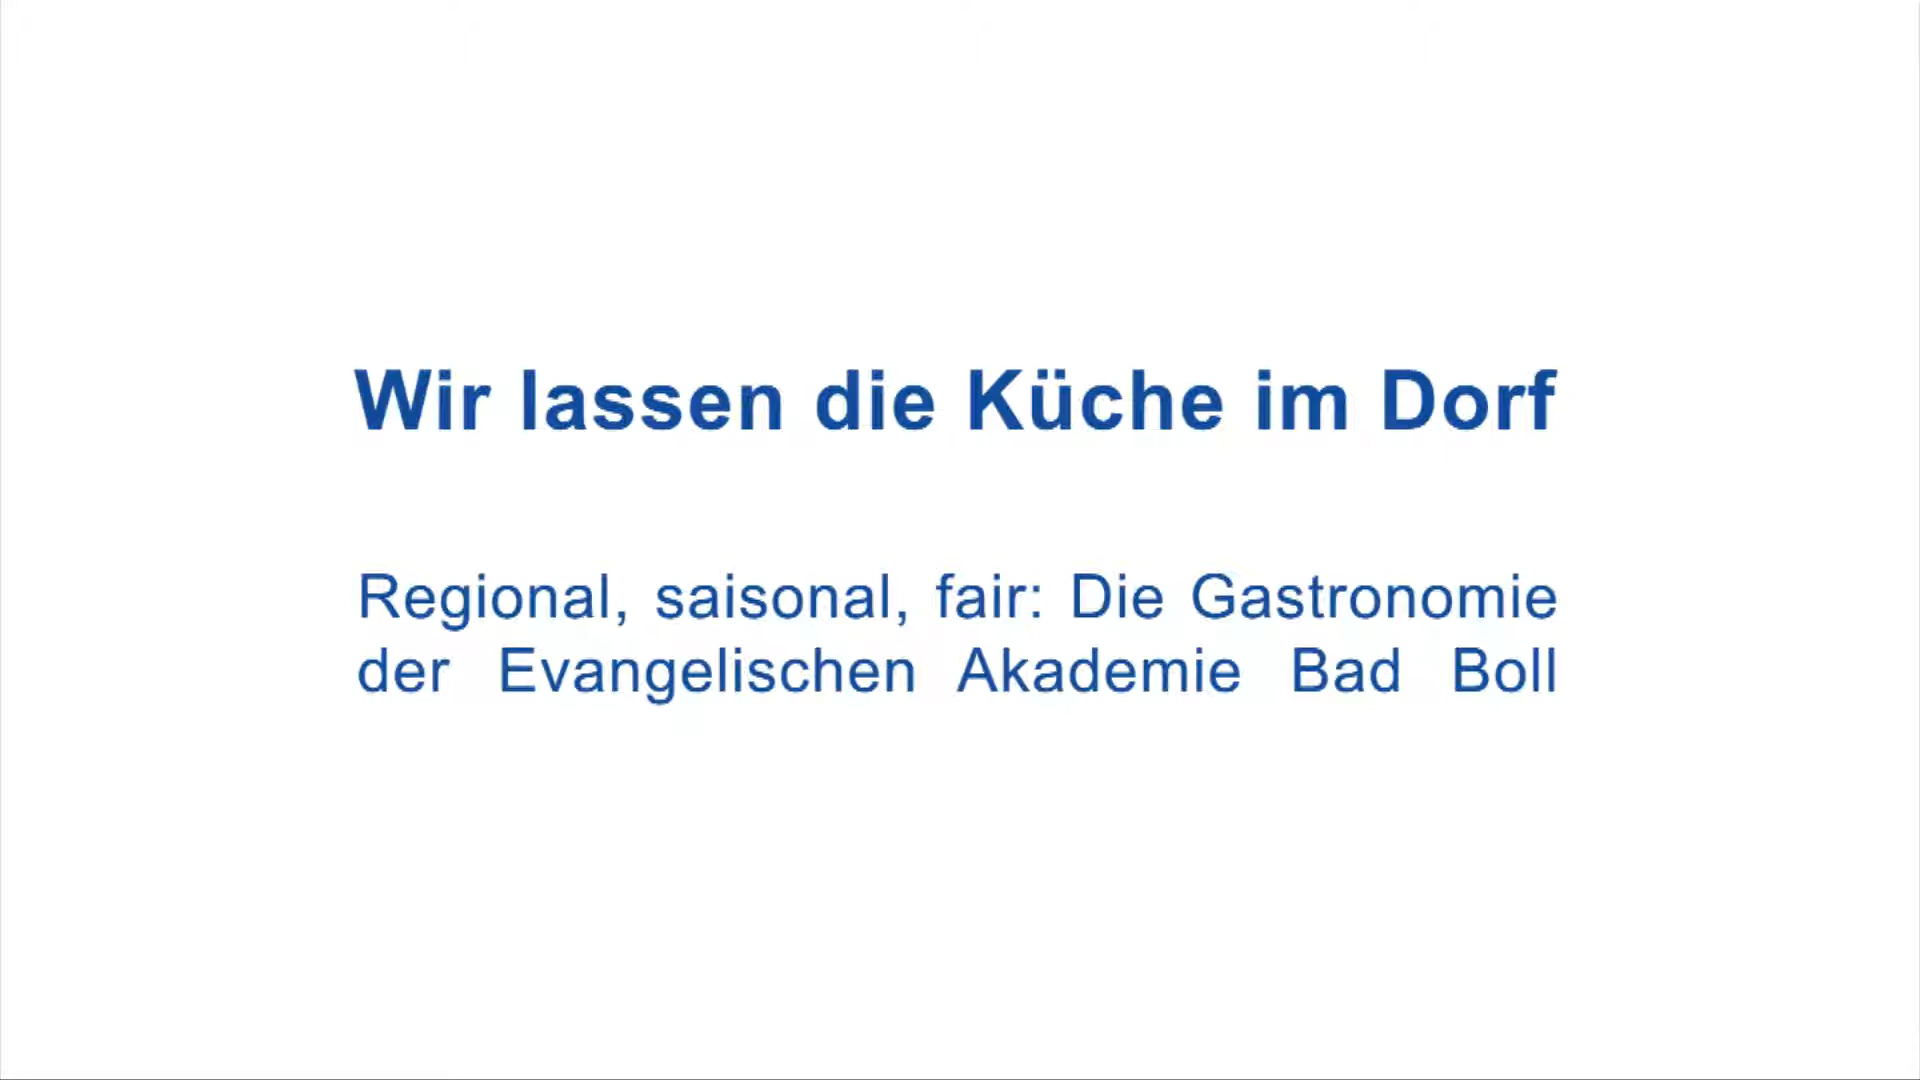 Wir lassen die Küche im Dorf
Regional, saisonal, fair: Die Gastronomie
der Evangelischen Akademie Bad Boll